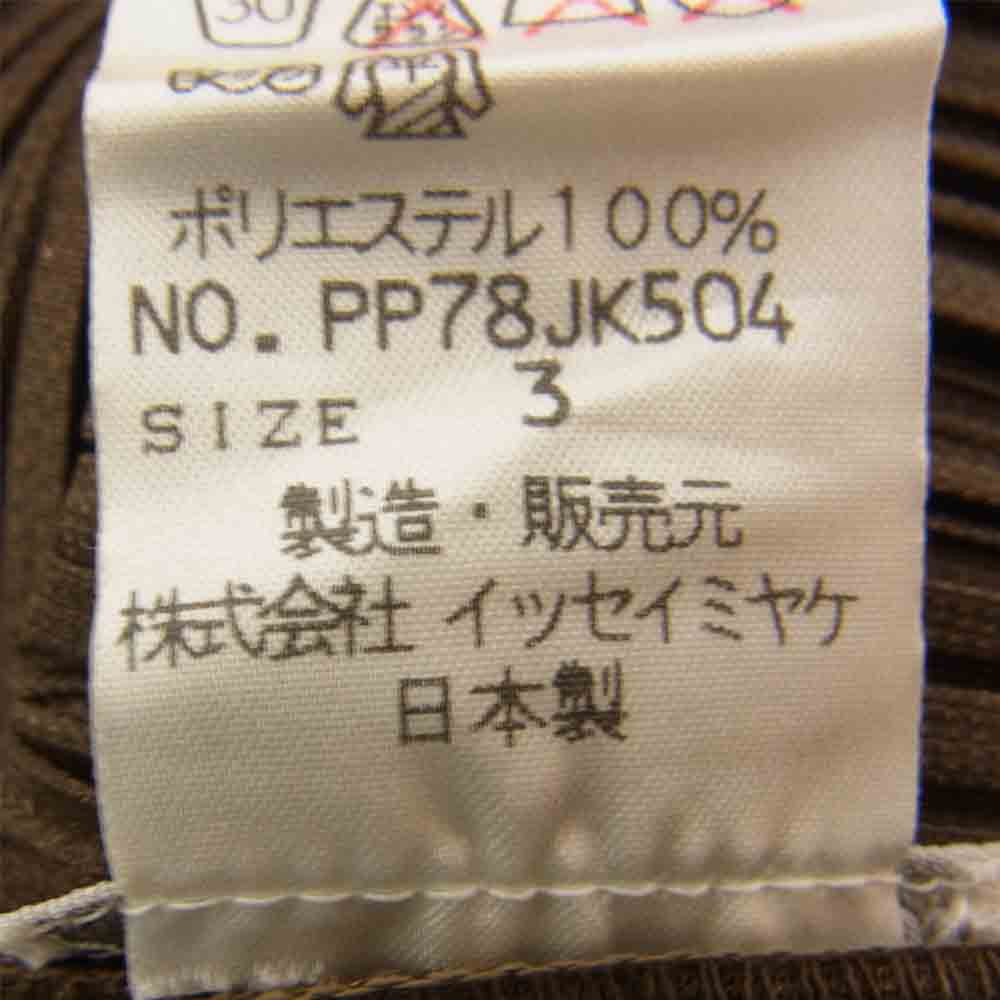 30
ポリエステル100%
NO. PP78JK504
SIZE 3
製造・販売元
株式会社 イッセイミヤケ
日本製